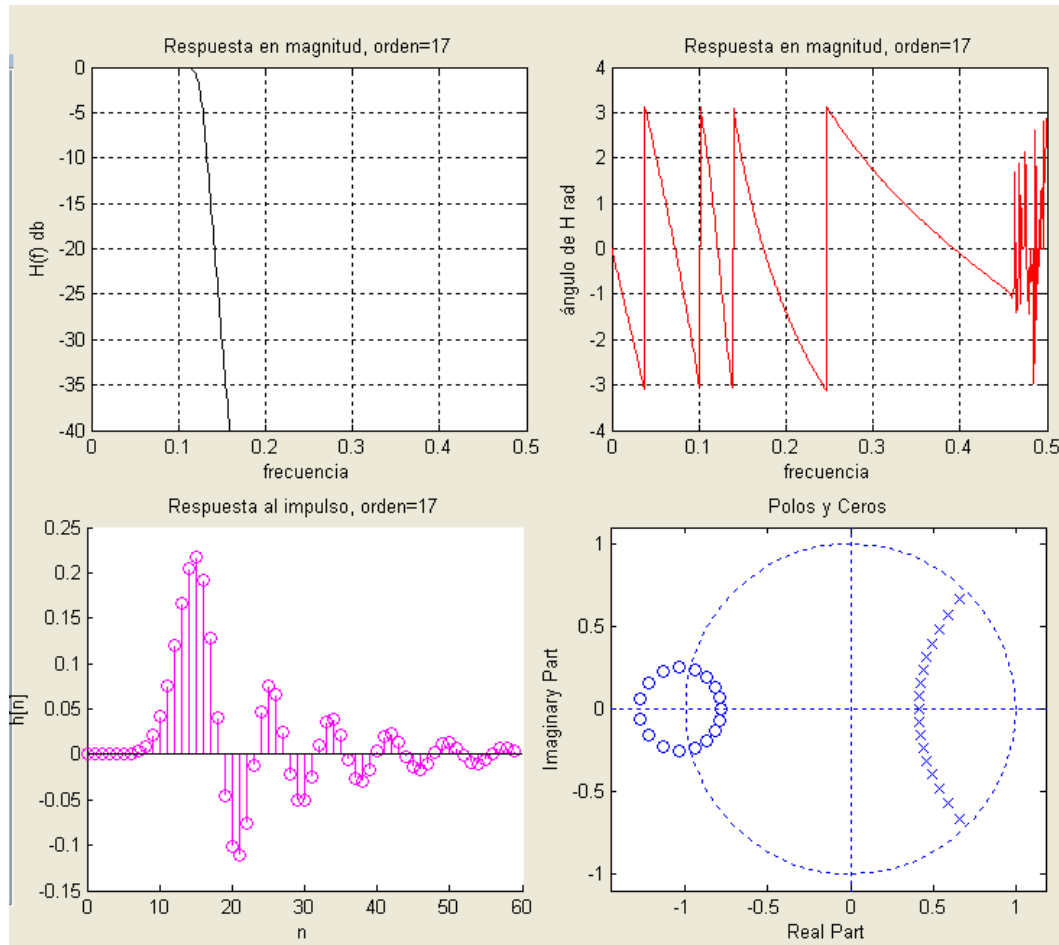 Respuesta en magnitud, orden=17
0
-5
-10
-15
-20
-25
-30
-35
-40
H(f) db
0 0.1 0.2 0.3 0.4 0.5
frecuencia
Respuesta en magnitud, orden=17
4
3
2
1
0
-1
-2
-3
-4
ángulo de H rad
0 0.1 0.2 0.3 0.4 0.5
frecuencia
Respuesta al impulso, orden=17
0.25
0.2
0.15
0.1
0.05
0
-0.05
-0.1
-0.15
h[n]
0 10 20 30 40 50 60
n
Polos y Ceros
1
0.5
0
-0.5
-1
Imaginary Part
-1 -0.5 0 0.5 1
Real Part